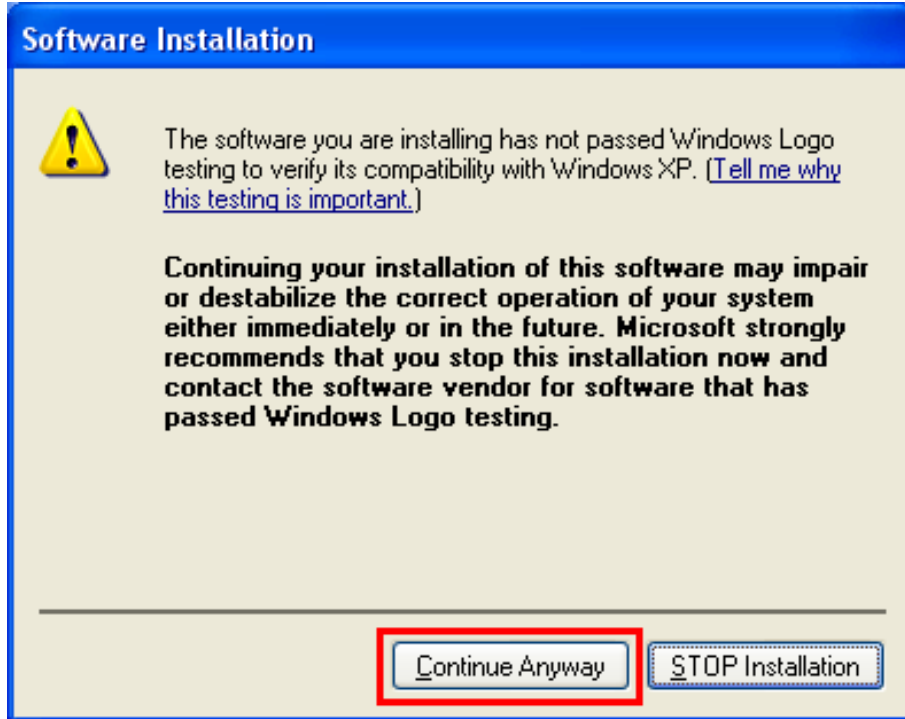 Software Installation
The software you are installing has not passed Windows Logo
testing to verify its compatibility with Windows XP. (Tell me why
this testing is important.)
Continuing your installation of this software may impair
or destabilize the correct operation of your system
either immediately or in the future. Microsoft strongly
recommends that you stop this installation now and
contact the software vendor for software that has
passed Windows Logo testing.
Continue Anyway
STOP Installation